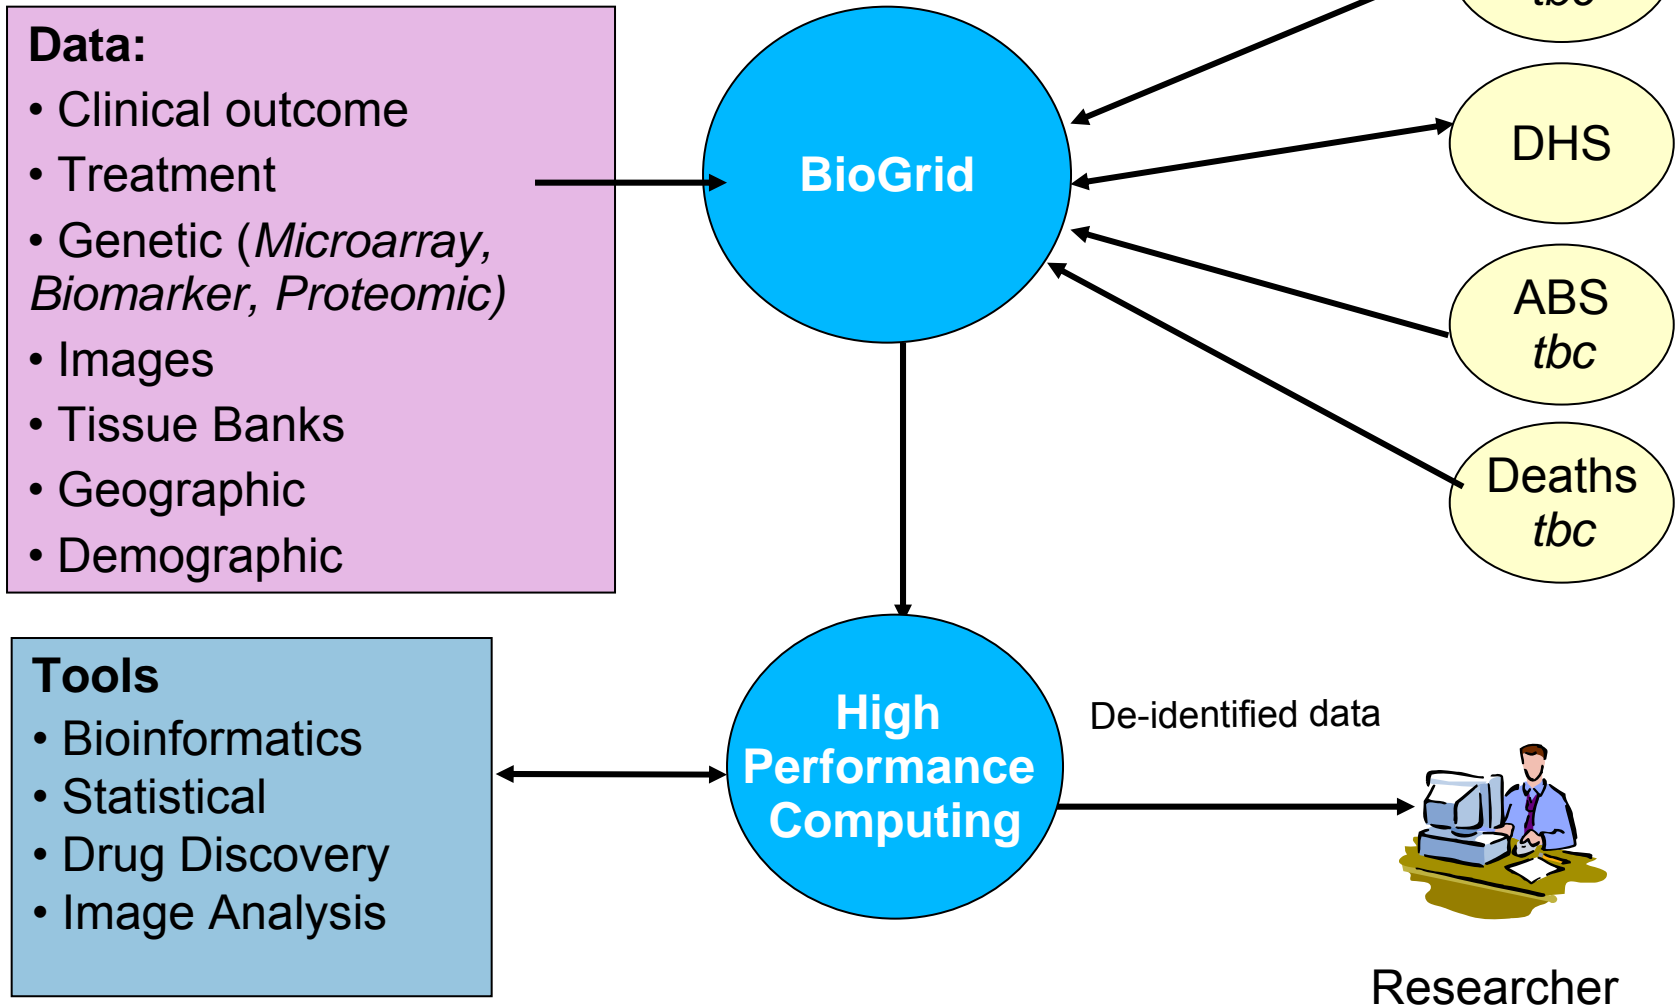 Data:
• Clinical outcome
• Treatment
• Genetic (Microarray,
Biomarker, Proteomic)
• Images
• Tissue Banks
• Geographic
• Demographic
BioGrid
tbc
DHS
ABS
tbc
Deaths
tbc
Tools
• Bioinformatics
• Statistical
• Drug Discovery
• Image Analysis
High
Performance
Computing
De-identified data
Researcher